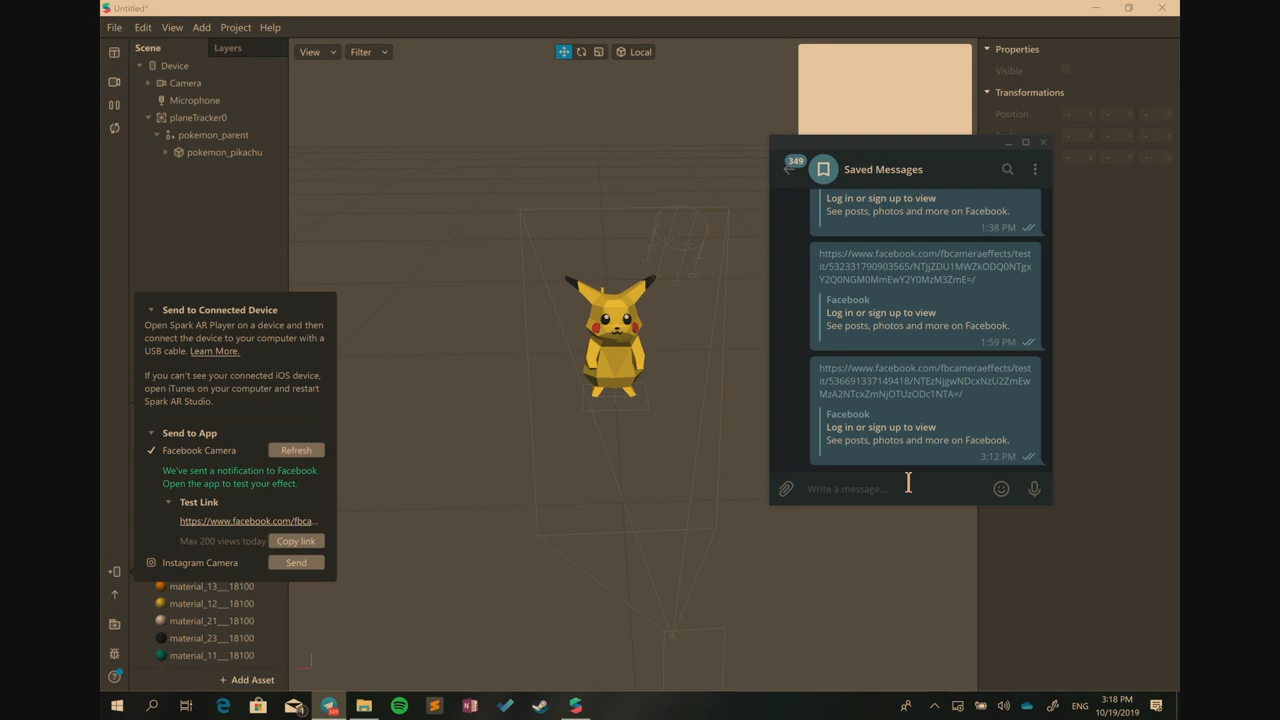 Untitled*
File Edit View Add Project Help
Scene Layers
View Filter Local
Device
Camera
Microphone
planeTracker0
pokemon_parent
pokemon_pikachu
Properties
Visible
Transformations
Position
349 Saved Messages
Log in or sign up to view
See posts, photos and more on Facebook.
1:38 PM
https://www.facebook.com/fbcameraeffects/test
it/532331790903565/NTJjZDU1MWZkODQ0NTgx
Y2Q0NGM0MmEwY2Y0MzM3ZmE=/
Facebook
Log in or sign up to view
See posts, photos and more on Facebook.
1:59 PM
https://www.facebook.com/fbcameraeffects/test
it/536691337149418/NTEzNjgwNDcxNzU2ZmEw
MzA2NTcxZmNjOTUzODc1NTA=/
Facebook
Log in or sign up to view
See posts, photos and more on Facebook.
3:12 PM
Write a message...
Send to Connected Device
Open Spark AR Player on a device and then
connect the device to your computer with a
USB cable. Learn More.
If you can't see your connected iOS device,
open iTunes on your computer and restart
Spark AR Studio.
Send to App
Facebook Camera Refresh
We've sent a notification to Facebook.
Open the app to test your effect.
Test Link
https://www.facebook.com/fbca...
Max 200 views today Copy link
Instagram Camera Send
material_13___18100
material_12___18100
material_21___18100
material_23___18100
material_11___18100
+ Add Asset
ENG
3:18 PM
10/19/2019